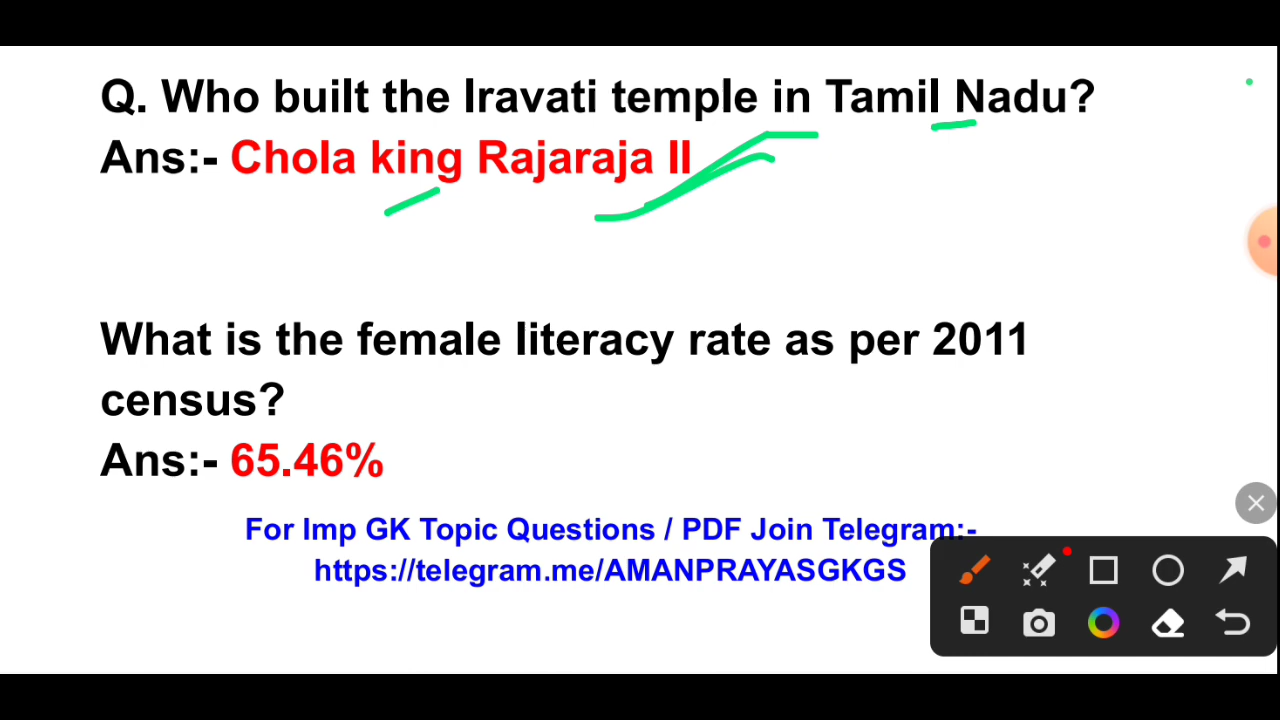 Q. Who built the Iravati temple in Tamil Nadu?
Ans:- Chola king Rajaraja II
What is the female literacy rate as per 2011
census?
Ans:- 65.46%
For Imp GK Topic Questions / PDF Join Telegram:-
https://telegram.me/AMANPRAYASGKGS